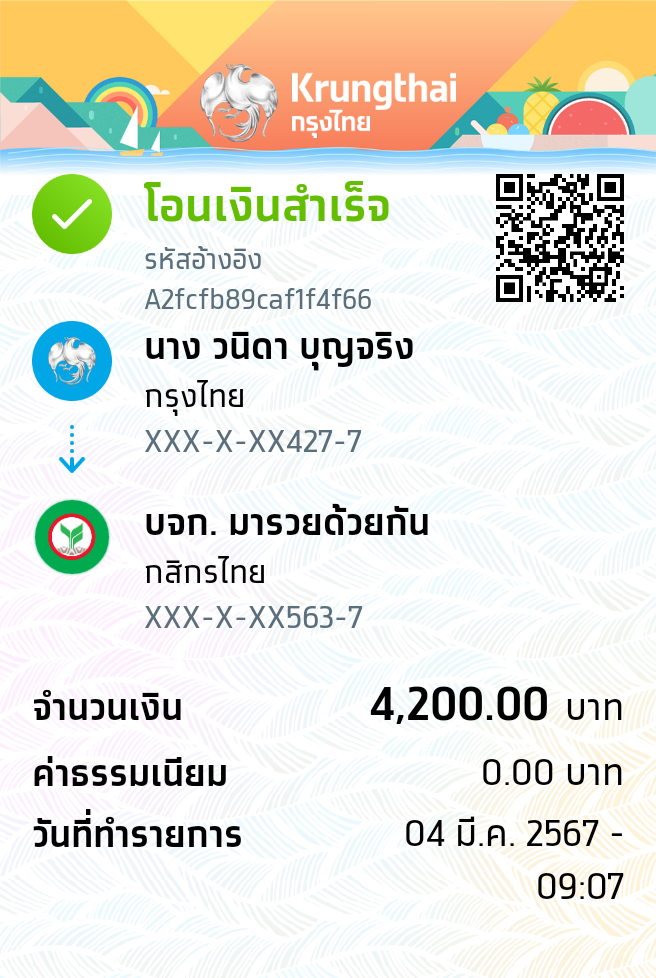 Krungthai
กรุงไทย
โอนเงินสำเร็จ
รหัสอ้างอิง
A2fcfb89caf1f4f66
นาง วนิดา บุญจริง
กรุงไทย
XXX-X-XX427-7
บจก. มารวยด้วยกัน
กสิกรไทย
XXX-X-XX563-7
จำนวนเงิน 4,200.00 บาท
ค่าธรรมเนียม 0.00 บาท
วันที่ทำรายการ 04 มี.ค. 2567 -
09:07